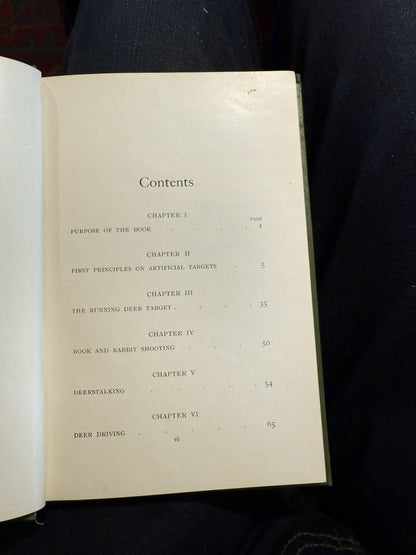 Contents
CHAPTER I
PAGE
PURPOSE OF THE BOOK . . . . 1
CHAPTER II
FIRST PRINCIPLES ON ARTIFICIAL TARGETS . 5
CHAPTER III
THE RUNNING DEER TARGET . . . . 35
CHAPTER IV
ROOK AND RABBIT SHOOTING . . . . 50
CHAPTER V
DEERSTALKING . . . . . 54
CHAPTER VI
DEER DRIVING . . . . . 65
vii